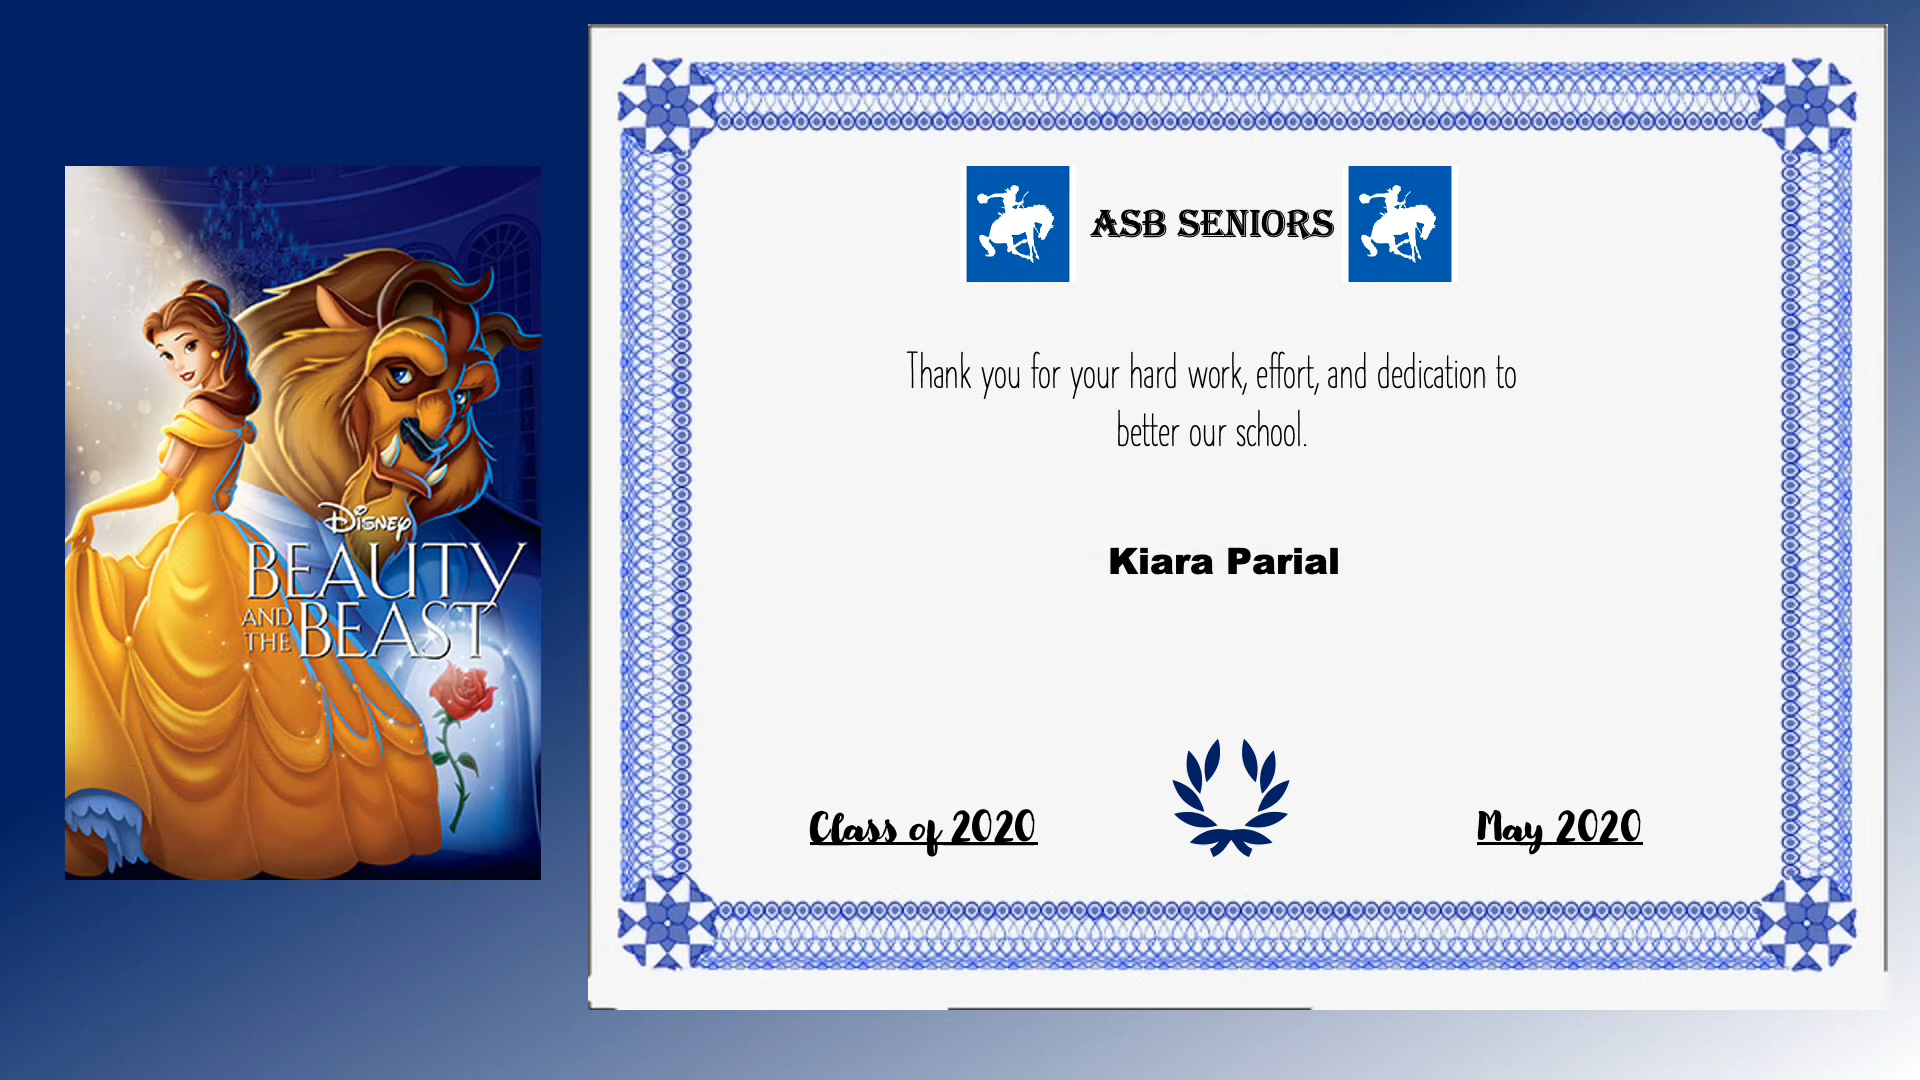 Disney
BEAUTY
AND THE BEAST
ASB SENIORS
Thank you for your hard work, effort, and dedication to
better our school.
Kiara Parial
Class of 2020
May 2020